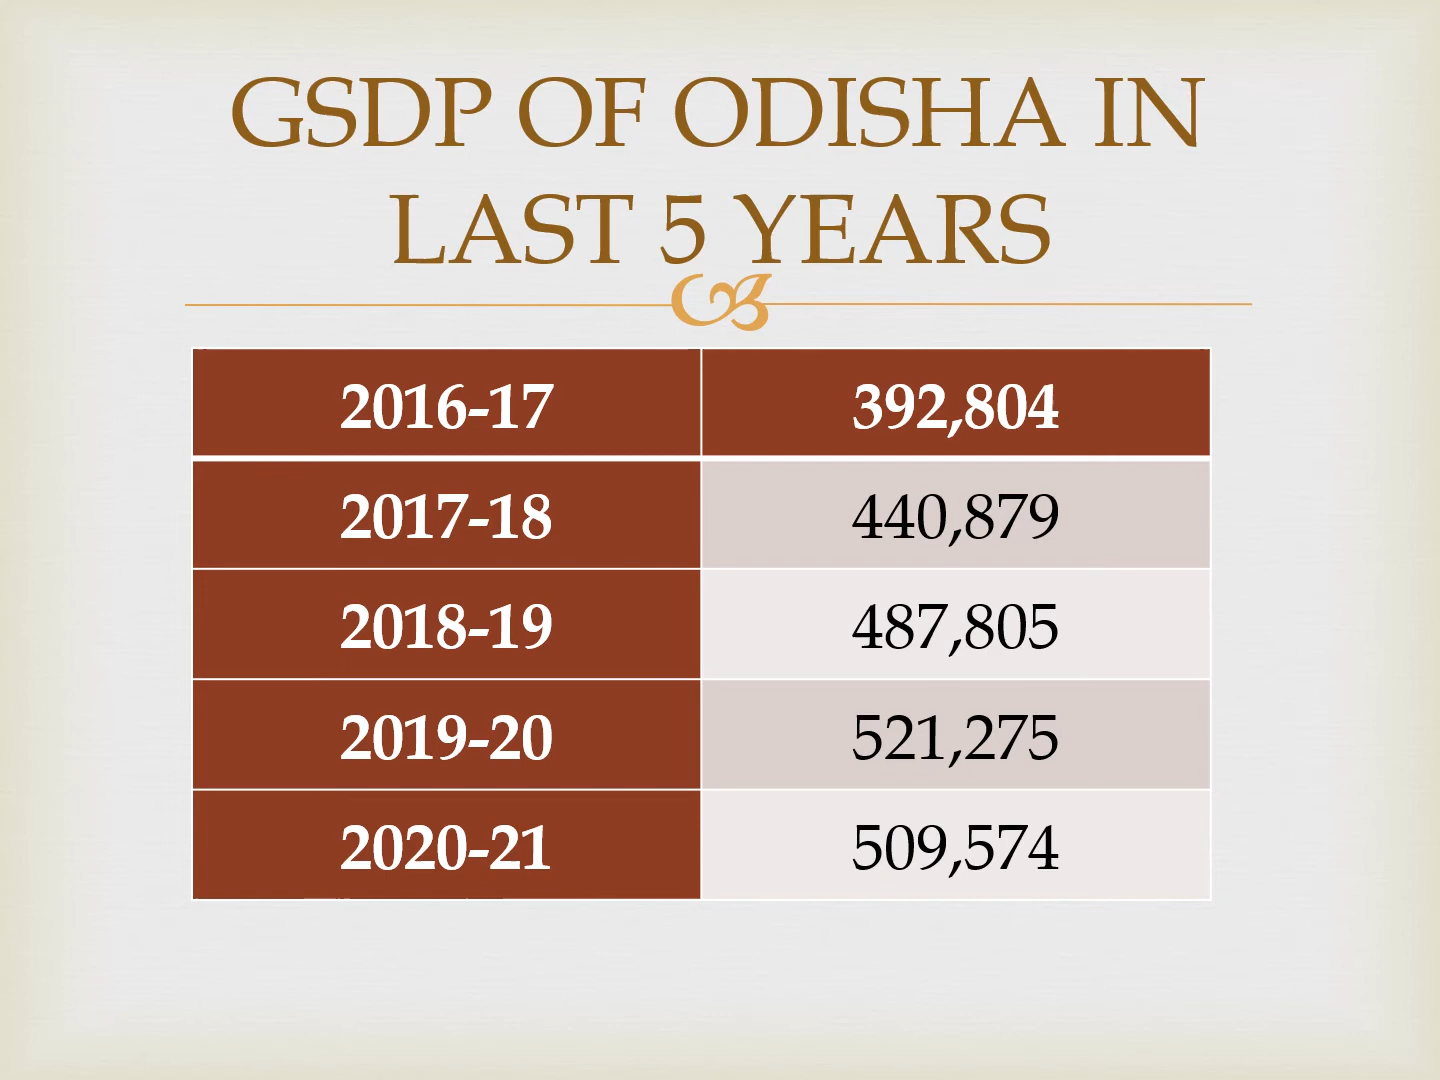 GSDP OF ODISHA IN
LAST 5 YEARS
2016-17 392,804
2017-18 440,879
2018-19 487,805
2019-20 521,275
2020-21 509,574